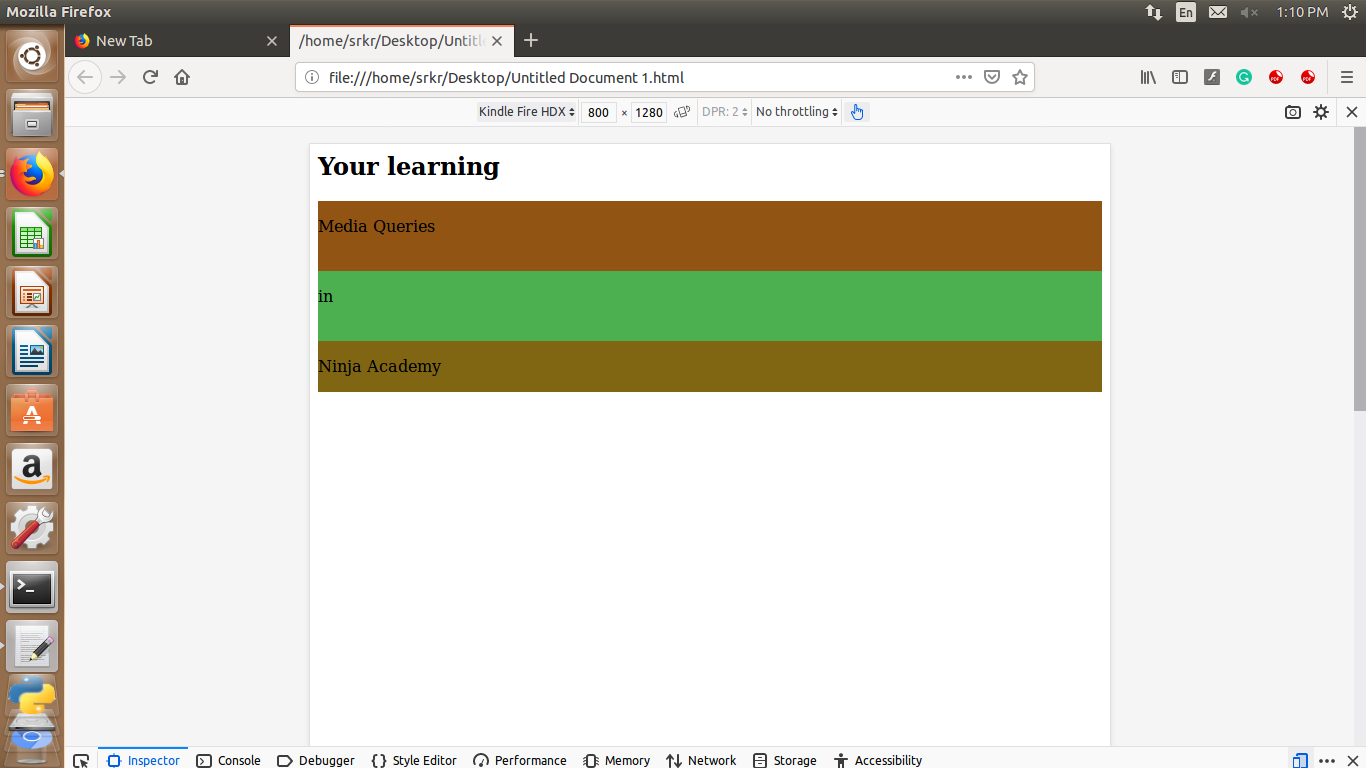 Mozilla Firefox
En
1:10 PM
New Tab
/home/srkr/Desktop/Untitl
file:///home/srkr/Desktop/Untitled Document 1.html
Kindle Fire HDX 800 × 1280 DPR: 2 No throttling
Your learning
Media Queries
in
Ninja Academy
Inspector Console Debugger Style Editor Performance Memory Network Storage Accessibility